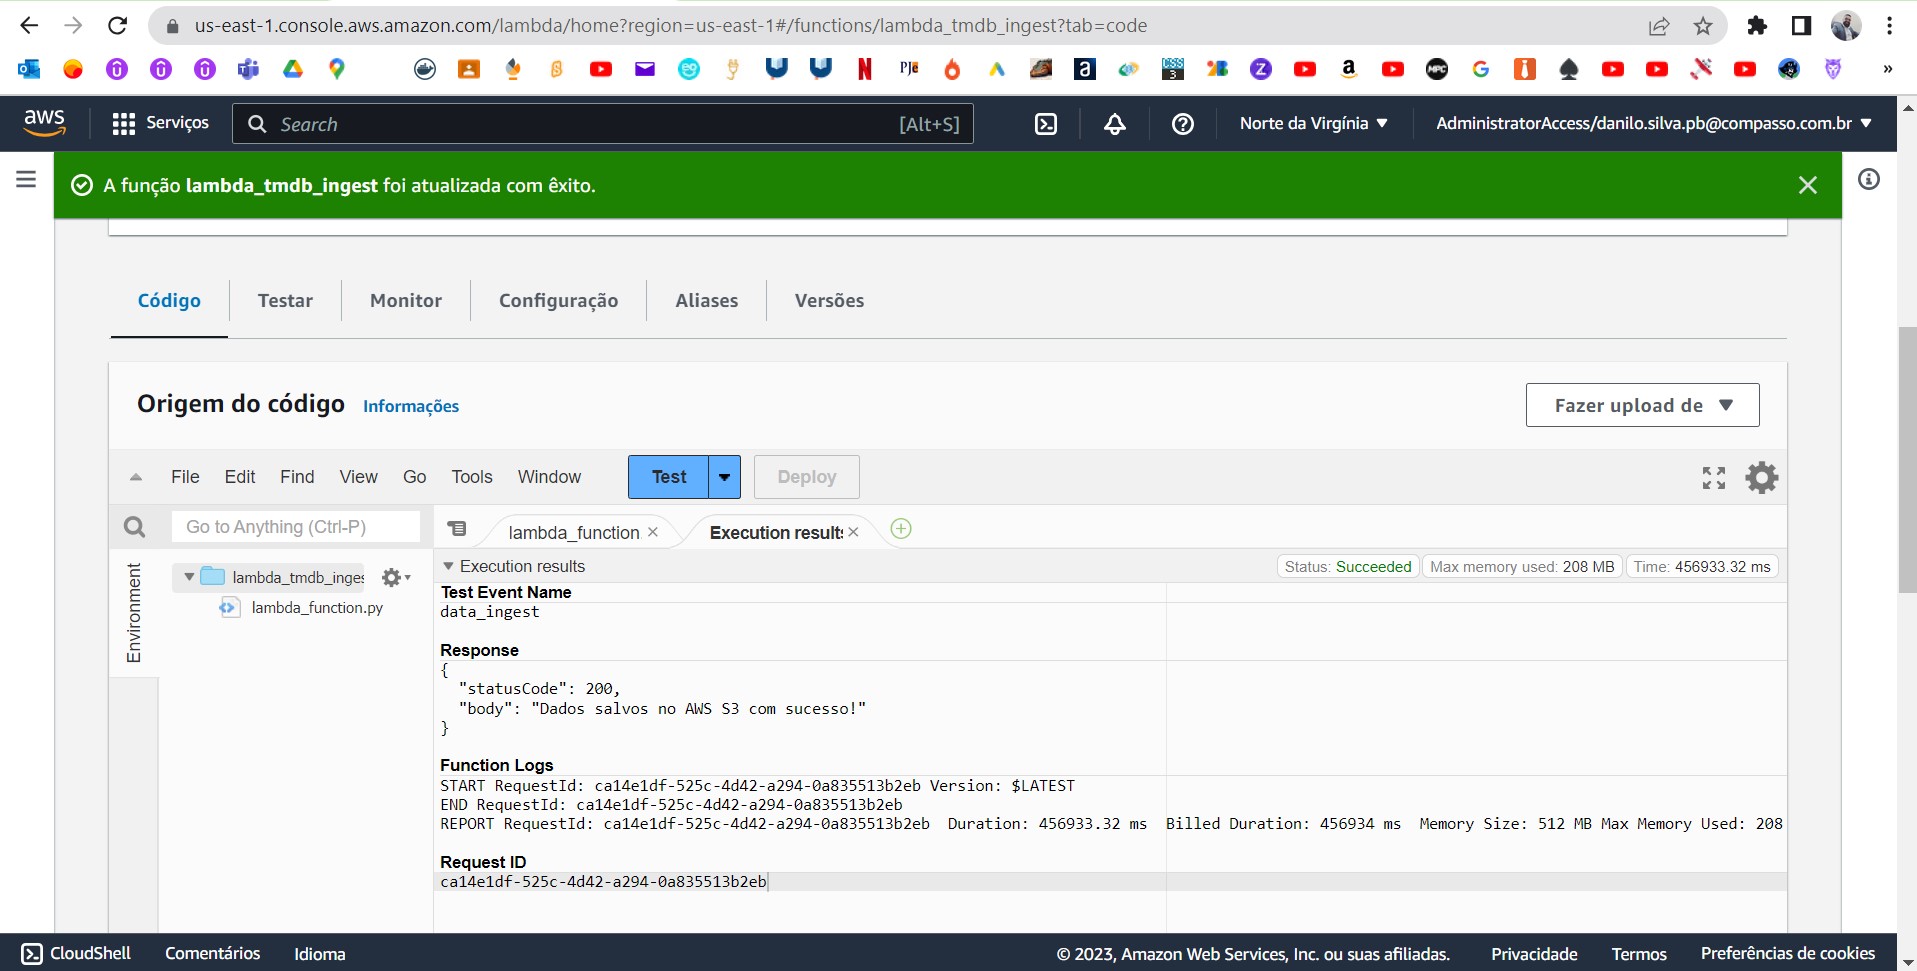 us-east-1.console.aws.amazon.com/lambda/home?region=us-east-1#/functions/lambda_tmdb_ingest?tab=code
aws Serviços Search [Alt+S] Norte da Virgínia AdministratorAccess/danilo.silva.pb@compasso.com.br
A função lambda_tmdb_ingest foi atualizada com êxito.
Código Testar Monitor Configuração Aliases Versões
Origem do código Informações Fazer upload de
File Edit Find View Go Tools Window Test Deploy
Go to Anything (Ctrl-P) lambda_function Execution results
Environment
lambda_tmdb_inges
lambda_function.py
Execution results Status: Succeeded Max memory used: 208 MB Time: 456933.32 ms
Test Event Name
data_ingest
Response
{
"statusCode": 200,
"body": "Dados salvos no AWS S3 com sucesso!"
}
Function Logs
START RequestId: ca14e1df-525c-4d42-a294-0a835513b2eb Version: $LATEST
END RequestId: ca14e1df-525c-4d42-a294-0a835513b2eb
REPORT RequestId: ca14e1df-525c-4d42-a294-0a835513b2eb Duration: 456933.32 ms Billed Duration: 456934 ms Memory Size: 512 MB Max Memory Used: 208
Request ID
ca14e1df-525c-4d42-a294-0a835513b2eb
CloudShell Comentários Idioma © 2023, Amazon Web Services, Inc. ou suas afiliadas. Privacidade Termos Preferências de cookies